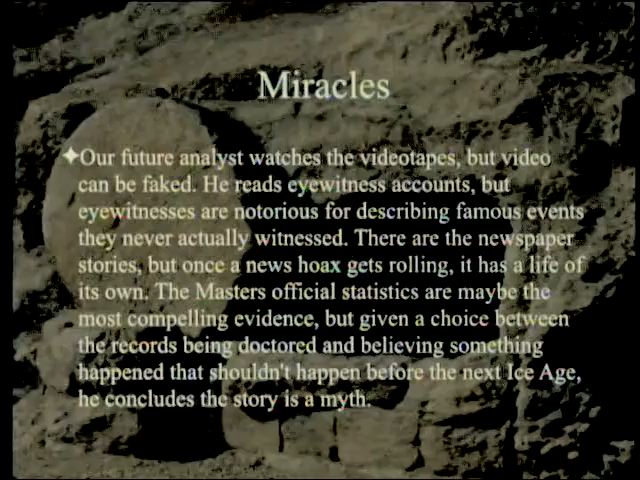 Miracles
✦Our future analyst watches the videotapes, but video
can be faked. He reads eyewitness accounts, but
eyewitnesses are notorious for describing famous events
they never actually witnessed. There are the newspaper
stories, but once a news hoax gets rolling, it has a life of
its own. The Masters official statistics are maybe the
most compelling evidence, but given a choice between
the records being doctored and believing something
happened that shouldn't happen before the next Ice Age,
he concludes the story is a myth.